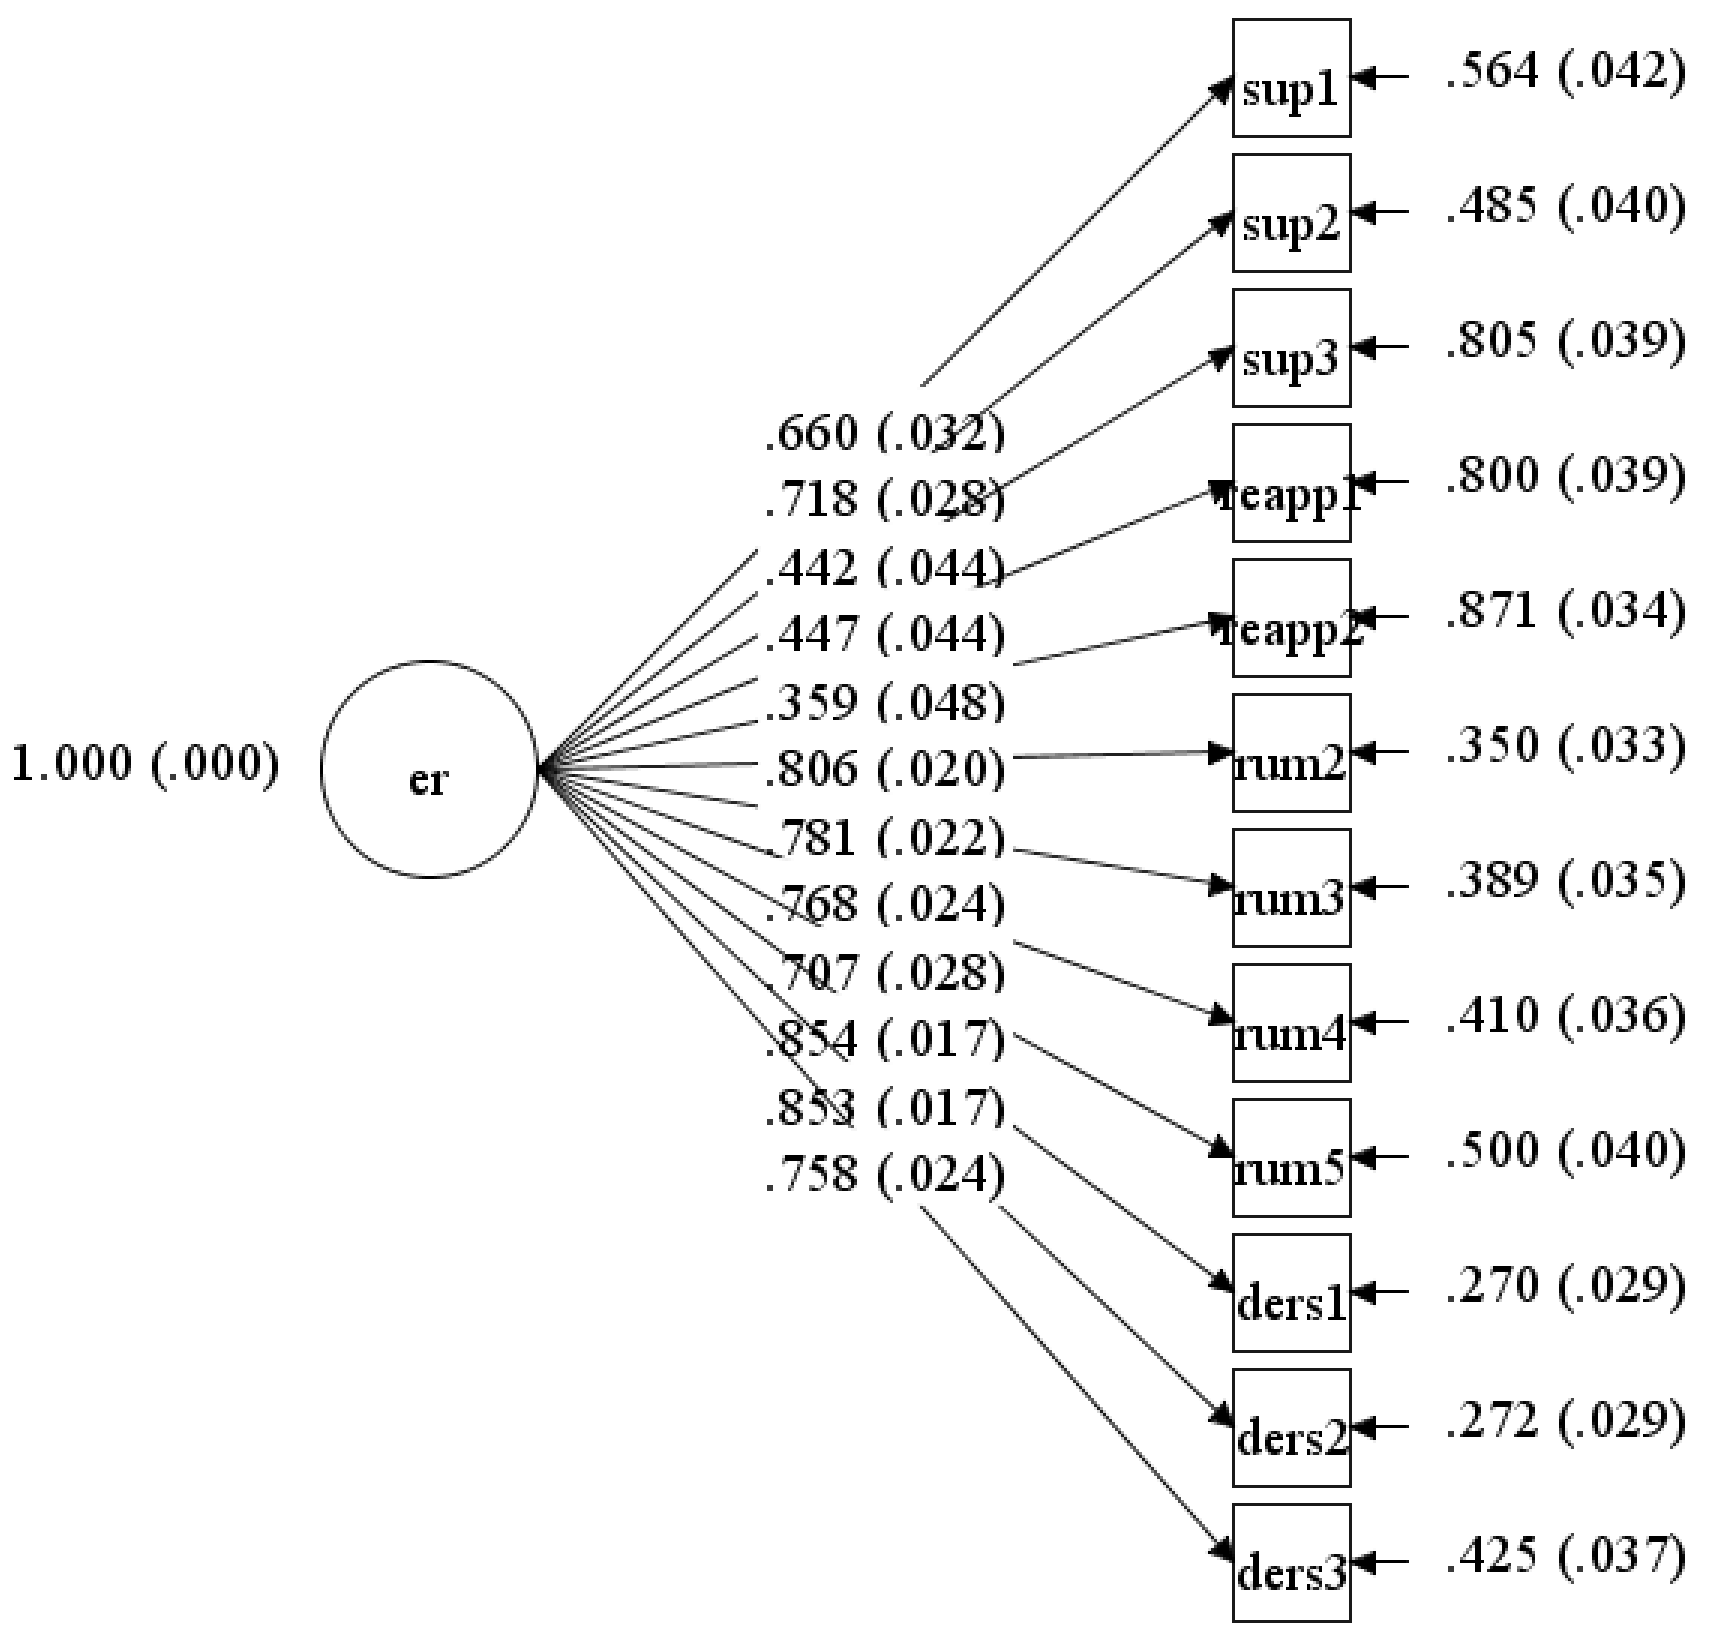 sup1 .564 (.042)
sup2 .485 (.040)
sup3 .805 (.039)
reapp1 .800 (.039)
reapp2 .871 (.034)
rum2 .350 (.033)
rum3 .389 (.035)
rum4 .410 (.036)
rum5 .500 (.040)
ders1 .270 (.029)
ders2 .272 (.029)
ders3 .425 (.037)
.660 (.032)
.718 (.028)
.442 (.044)
.447 (.044)
.359 (.048)
.806 (.020)
.781 (.022)
.768 (.024)
.707 (.028)
.854 (.017)
.853 (.017)
.758 (.024)
1.000 (.000) er